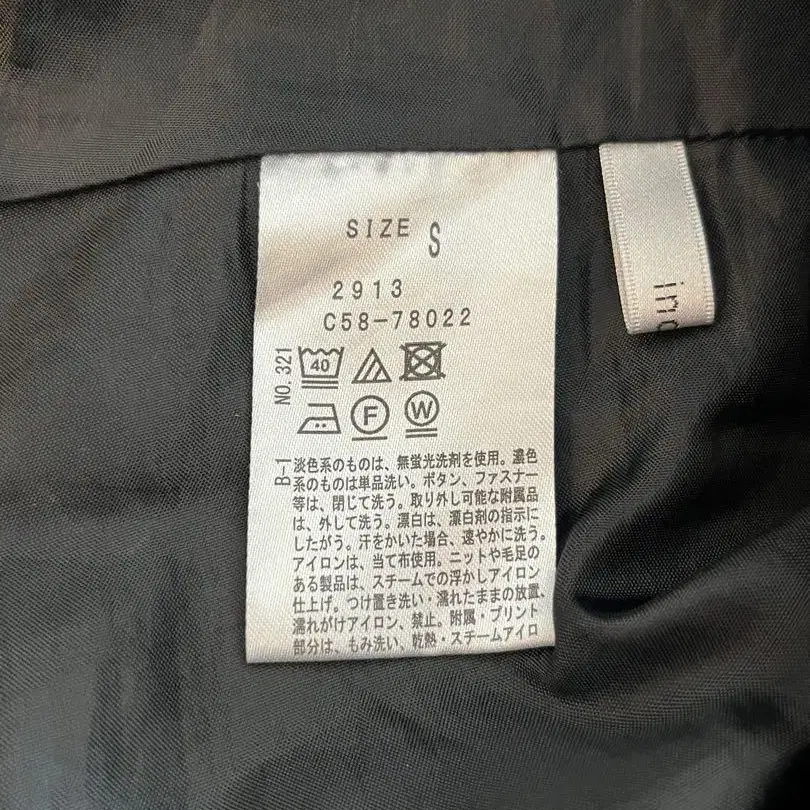 SIZE S
2913
C58-78022
NO.321
40
F
W
B-1
淡色系のものは、無蛍光洗剤を使用。濃色
系のものは単品洗い。ボタン、ファスナー
等は、閉じて洗う。取り外し可能な附属品
は、外して洗う。漂白は、漂白剤の指示に
したがう。汗をかいた場合、速やかに洗う。
アイロンは、当て布使用。ニットや毛足の
ある製品は、スチームでの浮かしアイロン
仕上げ。つけ置き洗い・濡れたままの放置、
濡れがけアイロン、禁止。附属・プリント
部分は、もみ洗い、乾熱・スチームアイロ